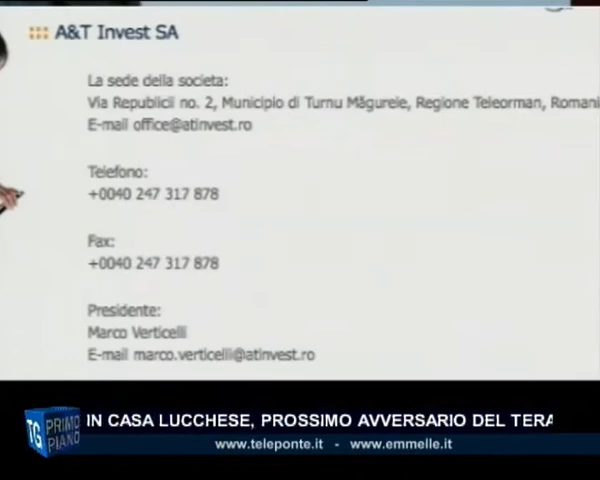 A&T Invest SA
La sede della societa:
Via Republicii no. 2, Municipio di Turnu Măgurele, Regione Teleorman, Romani
E-mail office@atinvest.ro
Telefono:
+0040 247 317 878
Fax:
+0040 247 317 878
Presidente:
Marco Verticelli
E-mail marco.verticelli@atinvest.ro
TG PRIMO PIANO
IN CASA LUCCHESE, PROSSIMO AVVERSARIO DEL TERA
www.teleponte.it - www.emmelle.it